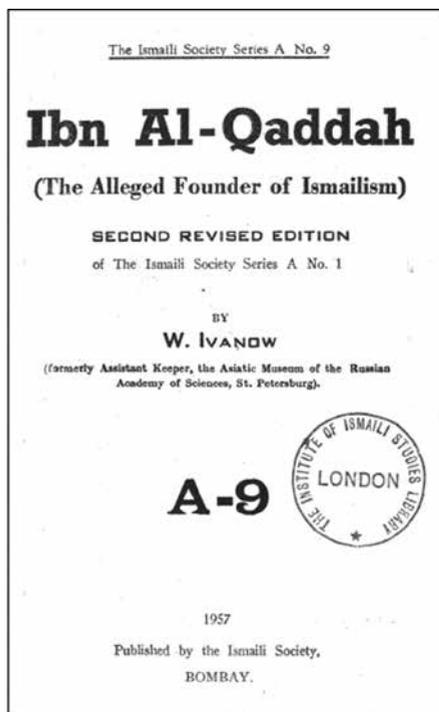 The Ismaili Society Series A No. 9
Ibn Al-Qaddah
(The Alleged Founder of Ismailism)
SECOND REVISED EDITION
of The Ismaili Society Series A No. 1
BY
W. IVANOW
(formerly Assistant Keeper, the Asiatic Museum of the Russian
Academy of Sciences, St. Petersburg).
A-9
THE INSTITUTE OF ISMAILI STUDIES
LONDON
LIBRARY
1957
Published by the Ismaili Society,
BOMBAY.